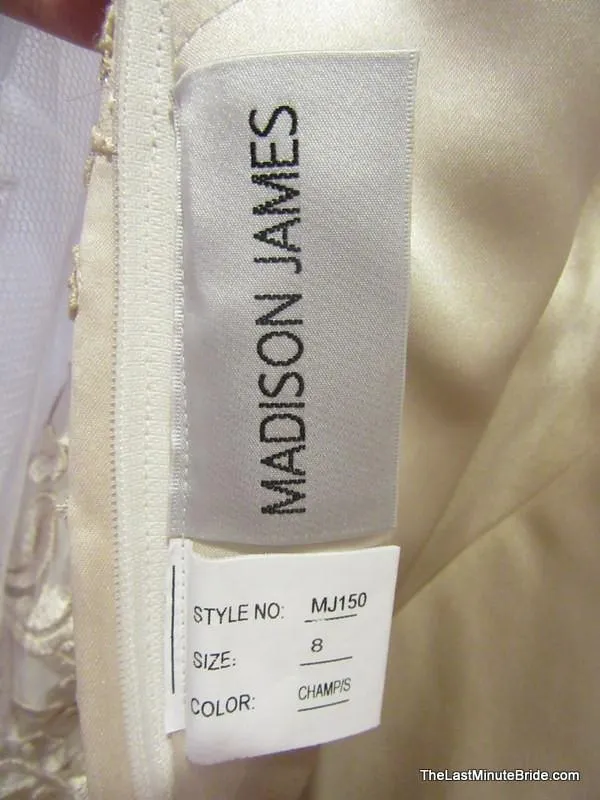 MADISON JAMES
STYLE NO: MJ150
SIZE: 8
COLOR: CHAMP/S
TheLastMinuteBride.com